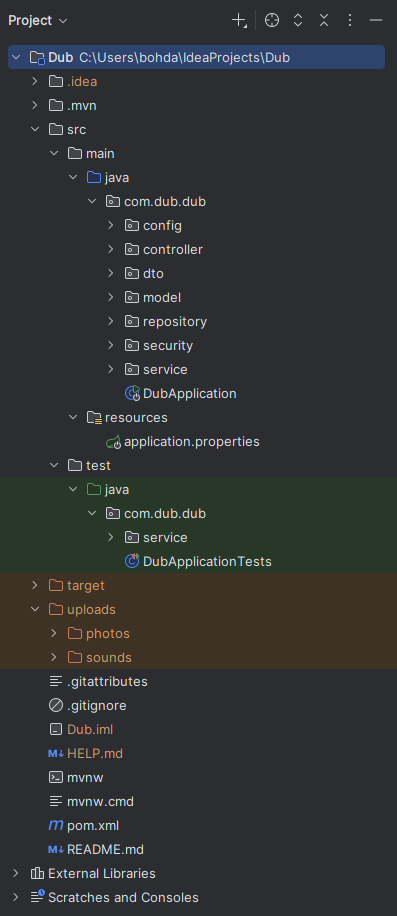 Project
Dub C:\Users\bohda\IdeaProjects\Dub
.idea
.mvn
src
main
java
com.dub.dub
config
controller
dto
model
repository
security
service
DubApplication
resources
application.properties
test
java
com.dub.dub
service
DubApplicationTests
target
uploads
photos
sounds
.gitattributes
.gitignore
Dub.iml
M↓ HELP.md
mvnw
mvnw.cmd
m pom.xml
M↓ README.md
External Libraries
Scratches and Consoles